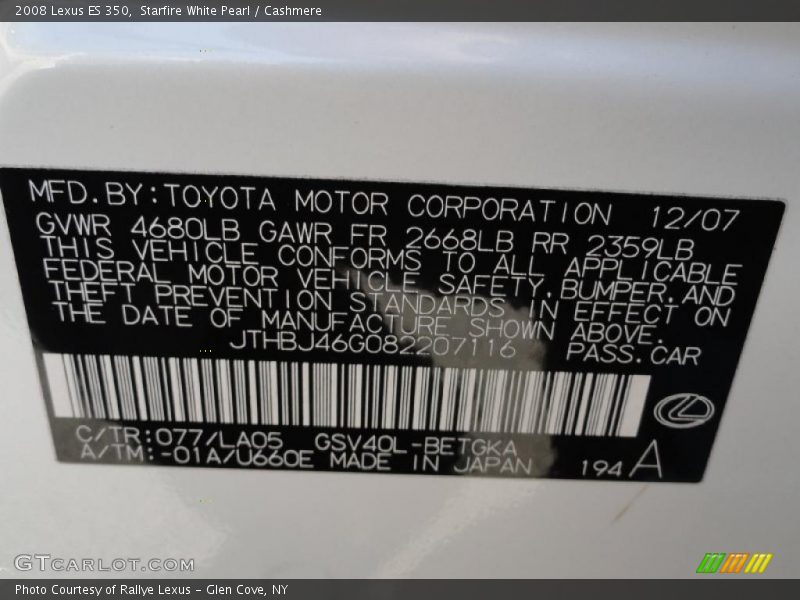 2008 Lexus ES 350,  Starfire White Pearl / Cashmere
MFD.BY:TOYOTA MOTOR CORPORATION 12/07
GVWR 4680LB GAWR FR 2668LB RR 2359LB
THIS VEHICLE CONFORMS TO ALL APPLICABLE
FEDERAL MOTOR VEHICLE SAFETY,BUMPER,AND
THEFT PREVENTION STANDARDS IN EFFECT ON
THE DATE OF MANUFACTURE SHOWN ABOVE.
JTHBJ46G082207116 PASS.CAR
C/TR:077/LA05 GSV40L-BETGKA
A/TM:-01A/U660E MADE IN JAPAN 194 A
GTCARLOT.COM
Photo Courtesy of Rallye Lexus - Glen Cove, NY